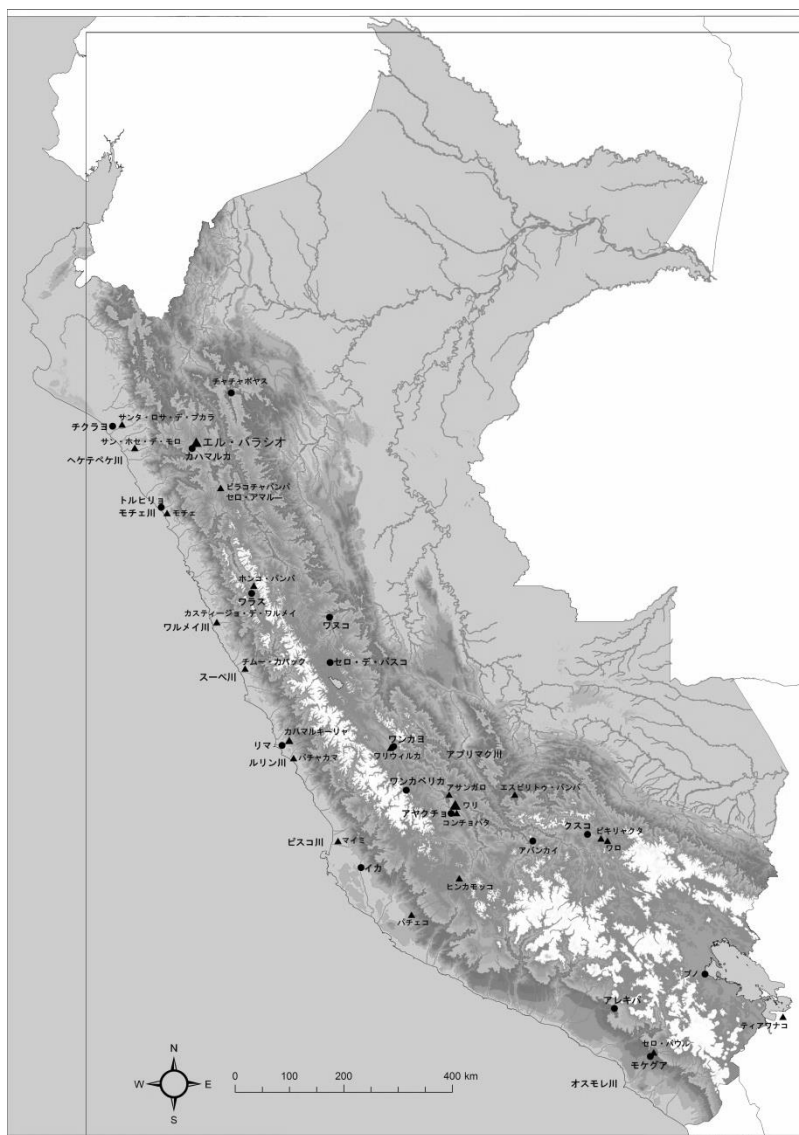 チャチャポヤス
サンタ・ロサ・デ・プカラ
チクラヨ
エル・パラシオ
サン・ホセ・デ・モロ
カハマルカ
ヘケテペケ川
ビラコチャパンパ
セロ・アマルー
トルヒリョ
モチェ川
モチェ
ホンゴ・パンパ
ワラス
カスティージョ・デ・ワルメイ
ワルメイ川
ワヌコ
チムー・カパック
セロ・デ・パスコ
スーペ川
カハマルキーリャ
ワンカヨ
リマ
ワリウィルカ
アプリマク川
ルリン川
パチャカマ
ワンカベリカ
アサンガロ
エスピリトゥ・パンパ
ワリ
アヤクチョ
コンチョパタ
クスコ
ピキリャクタ
ピスコ川
マイミ
アバンカイ
ワロ
イカ
ヒンカモッコ
パチェコ
プノ
アレキパ
ティアワナコ
セロ・バウル
モケグア
オスモレ川
N
W
E
S
0
100
200
400 km